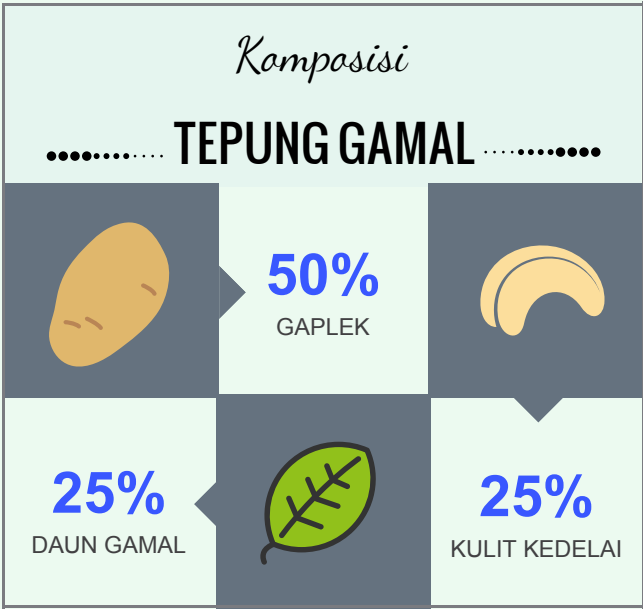 Komposisi
TEPUNG GAMAL
50%
GAPLEK
25%
DAUN GAMAL
25%
KULIT KEDELAI